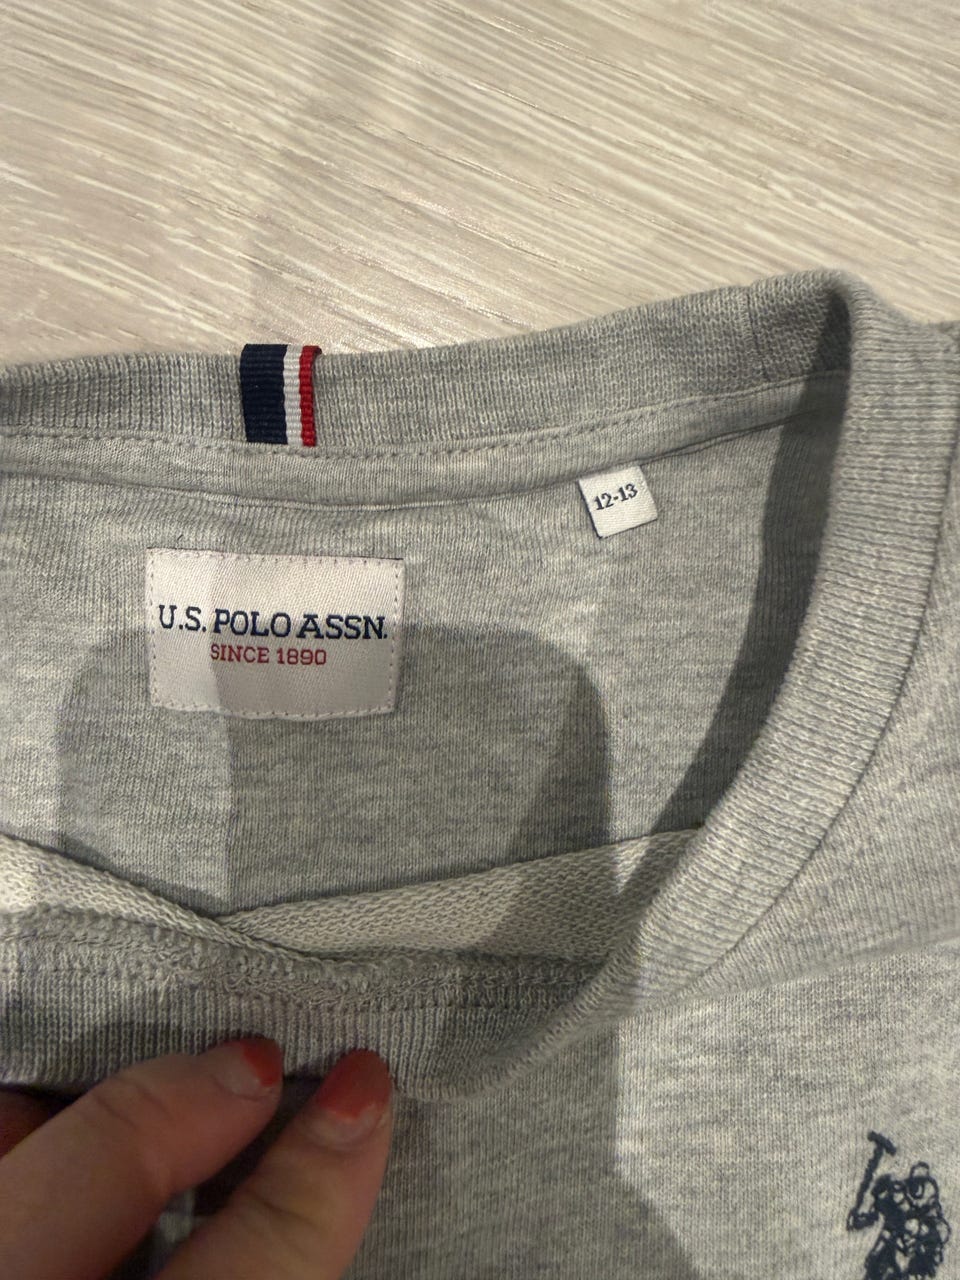 12-13
U.S. POLO ASSN.
SINCE 1890